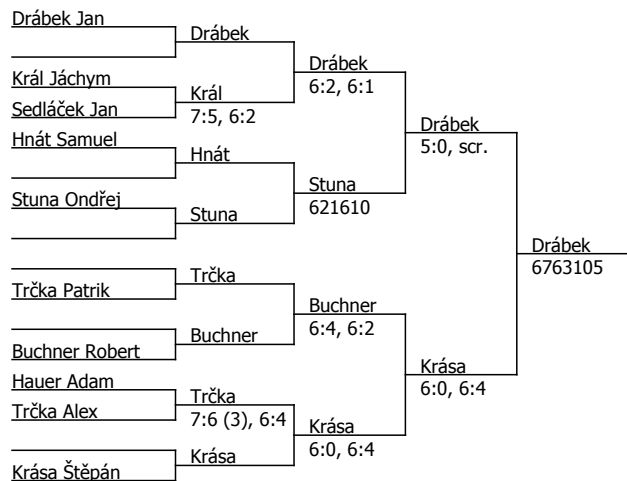 Drábek Jan
Král Jáchym
Sedláček Jan
Hnát Samuel
Stuna Ondřej
Trčka Patrik
Buchner Robert
Hauer Adam
Trčka Alex
Krása Štěpán
Drábek
Král
7:5, 6:2
Hnát
Stuna
Trčka
Buchner
Trčka
7:6 (3), 6:4
Krása
Drábek
6:2, 6:1
Stuna
621610
Buchner
6:4, 6:2
Krása
6:0, 6:4
Drábek
5:0, scr.
Krása
6:0, 6:4
Drábek
6763105